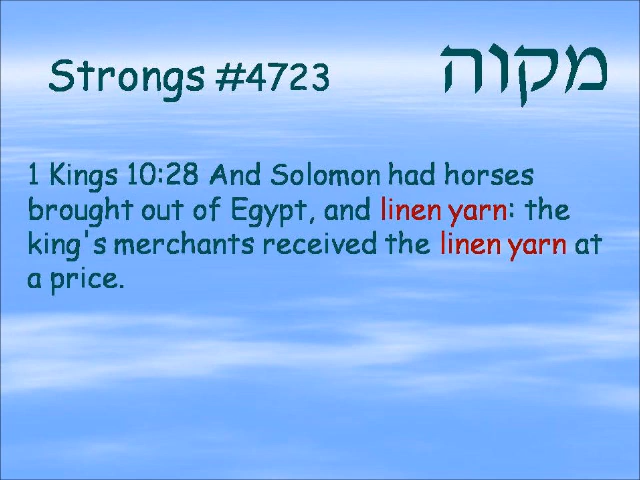 Strongs #4723 מקוה
1 Kings 10:28 And Solomon had horses
brought out of Egypt, and linen yarn: the
king's merchants received the linen yarn at
a price.